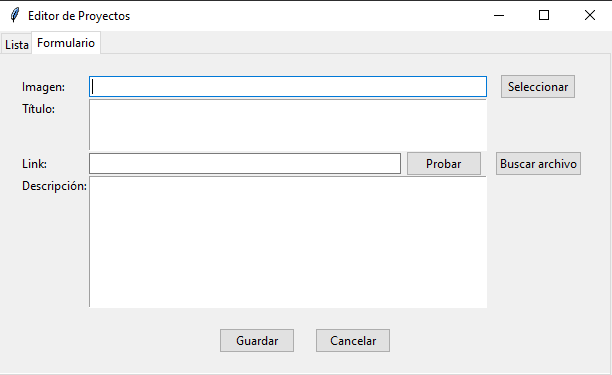 Editor de Proyectos
Lista Formulario
Imagen: Seleccionar
Título:
Link: Probar Buscar archivo
Descripción:
Guardar Cancelar